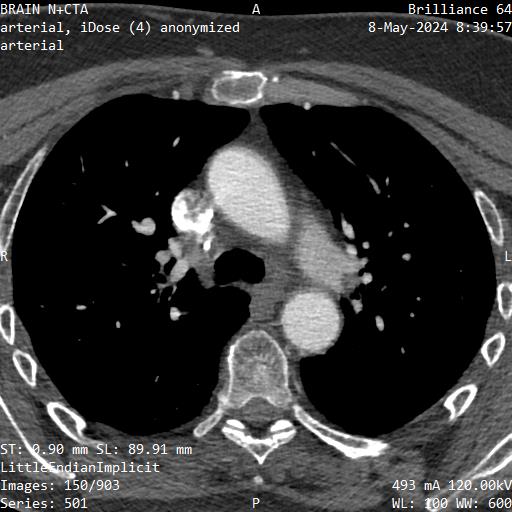 BRAIN N+CTA
A
Brilliance 64
arterial, iDose (4) anonymized
8-May-2024 8:39:57
arterial
R
L
ST: 0.90 mm SL: 89.91 mm
LittleEndianImplicit
Images: 150/903
493 mA 120.00kV
Series: 501
P
WL: 100 WW: 600